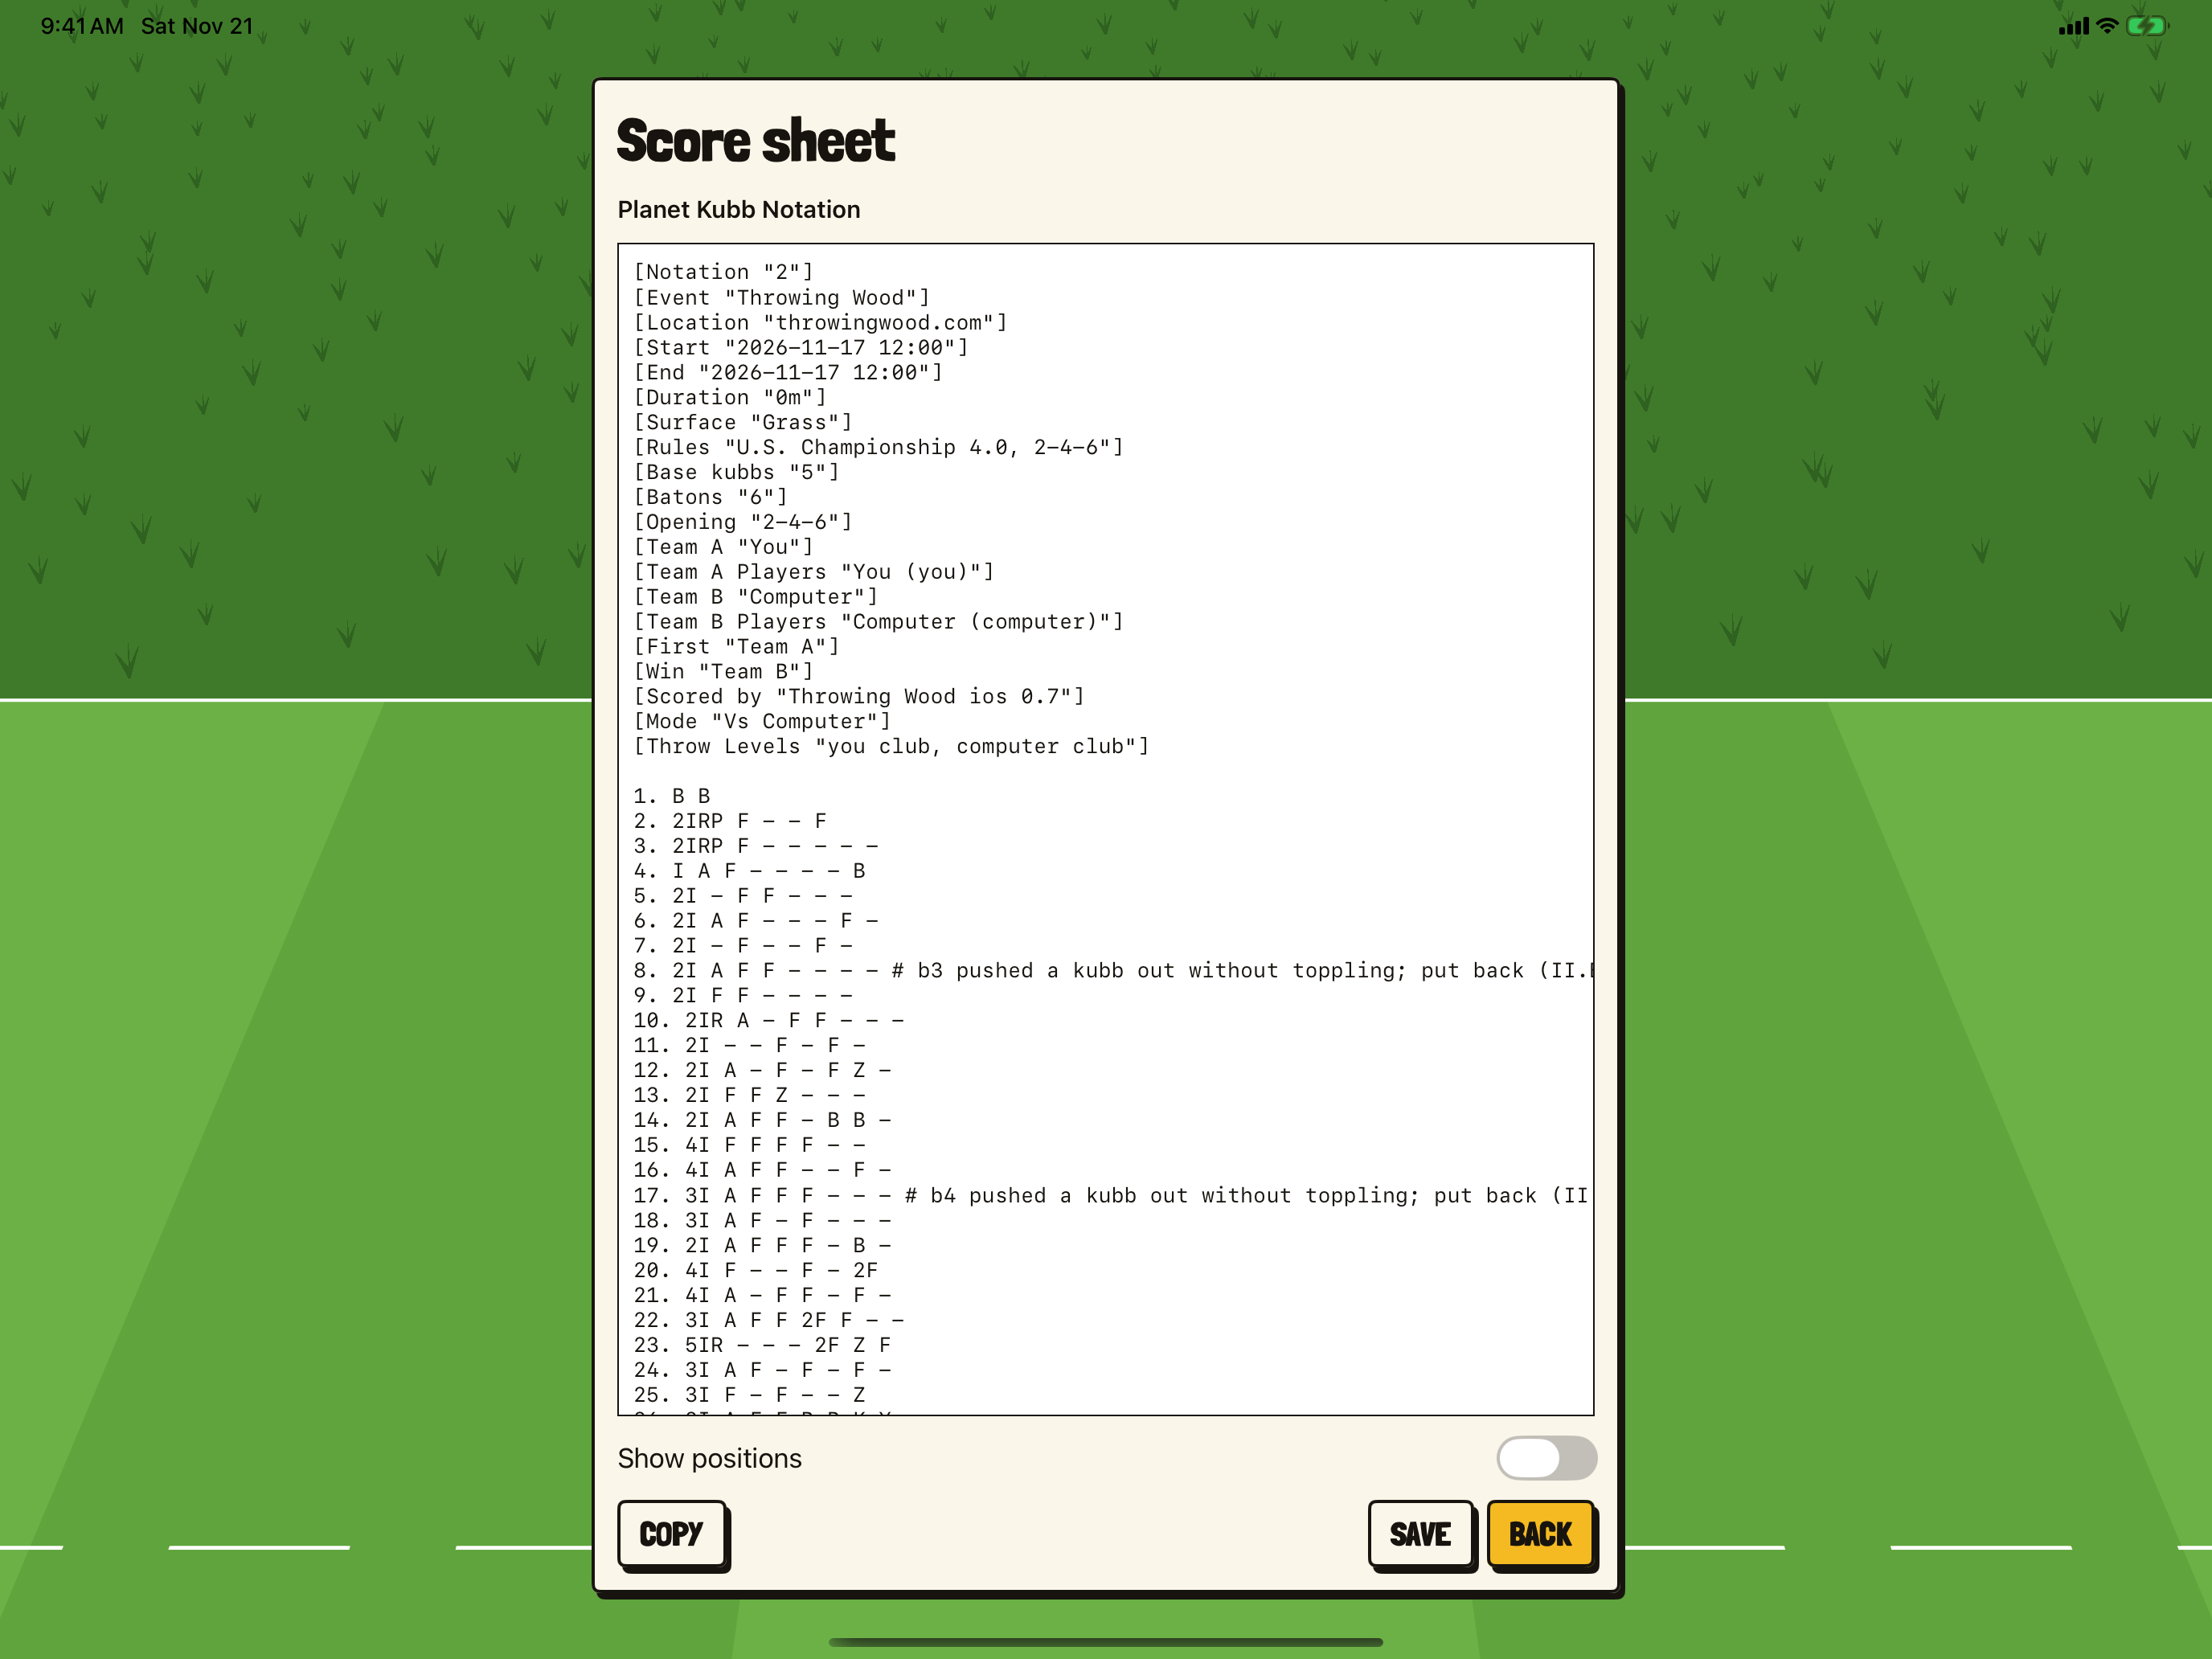 9:41 AM Sat Nov 21
Score sheet
Planet Kubb Notation
[Notation "2"]
[Event "Throwing Wood"]
[Location "throwingwood.com"]
[Start "2026-11-17 12:00"]
[End "2026-11-17 12:00"]
[Duration "0m"]
[Surface "Grass"]
[Rules "U.S. Championship 4.0, 2-4-6"]
[Base kubbs "5"]
[Batons "6"]
[Opening "2-4-6"]
[Team A "You"]
[Team A Players "You (you)"]
[Team B "Computer"]
[Team B Players "Computer (computer)"]
[First "Team A"]
[Win "Team B"]
[Scored by "Throwing Wood ios 0.7"]
[Mode "Vs Computer"]
[Throw Levels "you club, computer club"]
1. B B
2. 2IRP F - - F
3. 2IRP F - - - - -
4. I A F - - - - B
5. 2I - F F - - -
6. 2I A F - - - F -
7. 2I - F - - F -
8. 2I A F F - - - - # b3 pushed a kubb out without toppling; put back (II.
9. 2I F F - - - -
10. 2IR A - F F - - -
11. 2I - - F - F -
12. 2I A - F - F Z -
13. 2I F F Z - - -
14. 2I A F F - B B -
15. 4I F F F F - -
16. 4I A F F - - F -
17. 3I A F F F - - - # b4 pushed a kubb out without toppling; put back (II
18. 3I A F - F - - -
19. 2I A F F F - B -
20. 4I F - - F - 2F
21. 4I A - F F - F -
22. 3I A F F 2F F - -
23. 5IR - - - 2F Z F
24. 3I A F - F - F -
25. 3I F - F - - Z
Show positions
COPY
SAVE
BACK